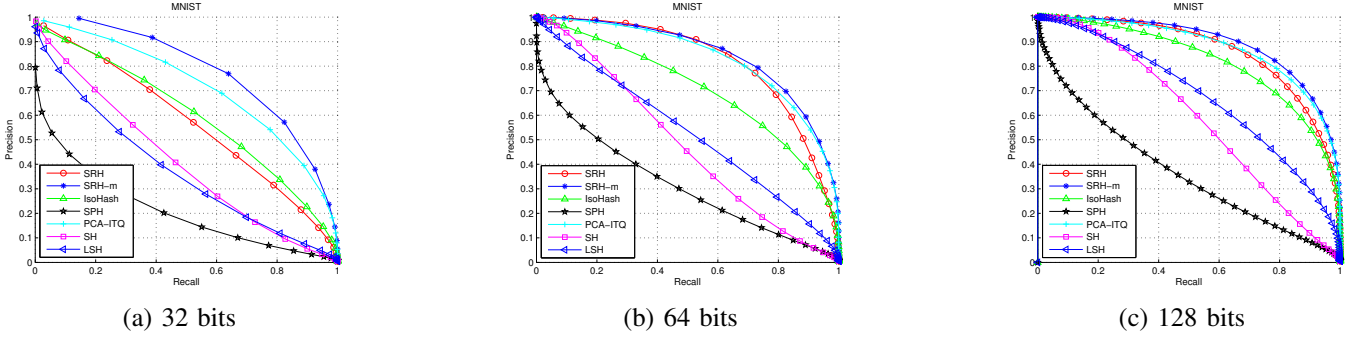 MNIST
1
0.9
0.8
0.7
0.6
0.5
0.4
0.3
0.2
0.1
0
Precision
SRH
SRH−m
IsoHash
SPH
PCA−ITQ
SH
LSH
0 0.2 0.4 0.6 0.8 1
Recall
(a) 32 bits
MNIST
1
0.9
0.8
0.7
0.6
0.5
0.4
0.3
0.2
0.1
0
Precision
SRH
SRH−m
IsoHash
SPH
PCA−ITQ
SH
LSH
0 0.2 0.4 0.6 0.8 1
Recall
(b) 64 bits
MNIST
1
0.9
0.8
0.7
0.6
0.5
0.4
0.3
0.2
0.1
0
Precision
SRH
SRH−m
IsoHash
SPH
PCA−ITQ
SH
LSH
0 0.2 0.4 0.6 0.8 1
Recall
(c) 128 bits